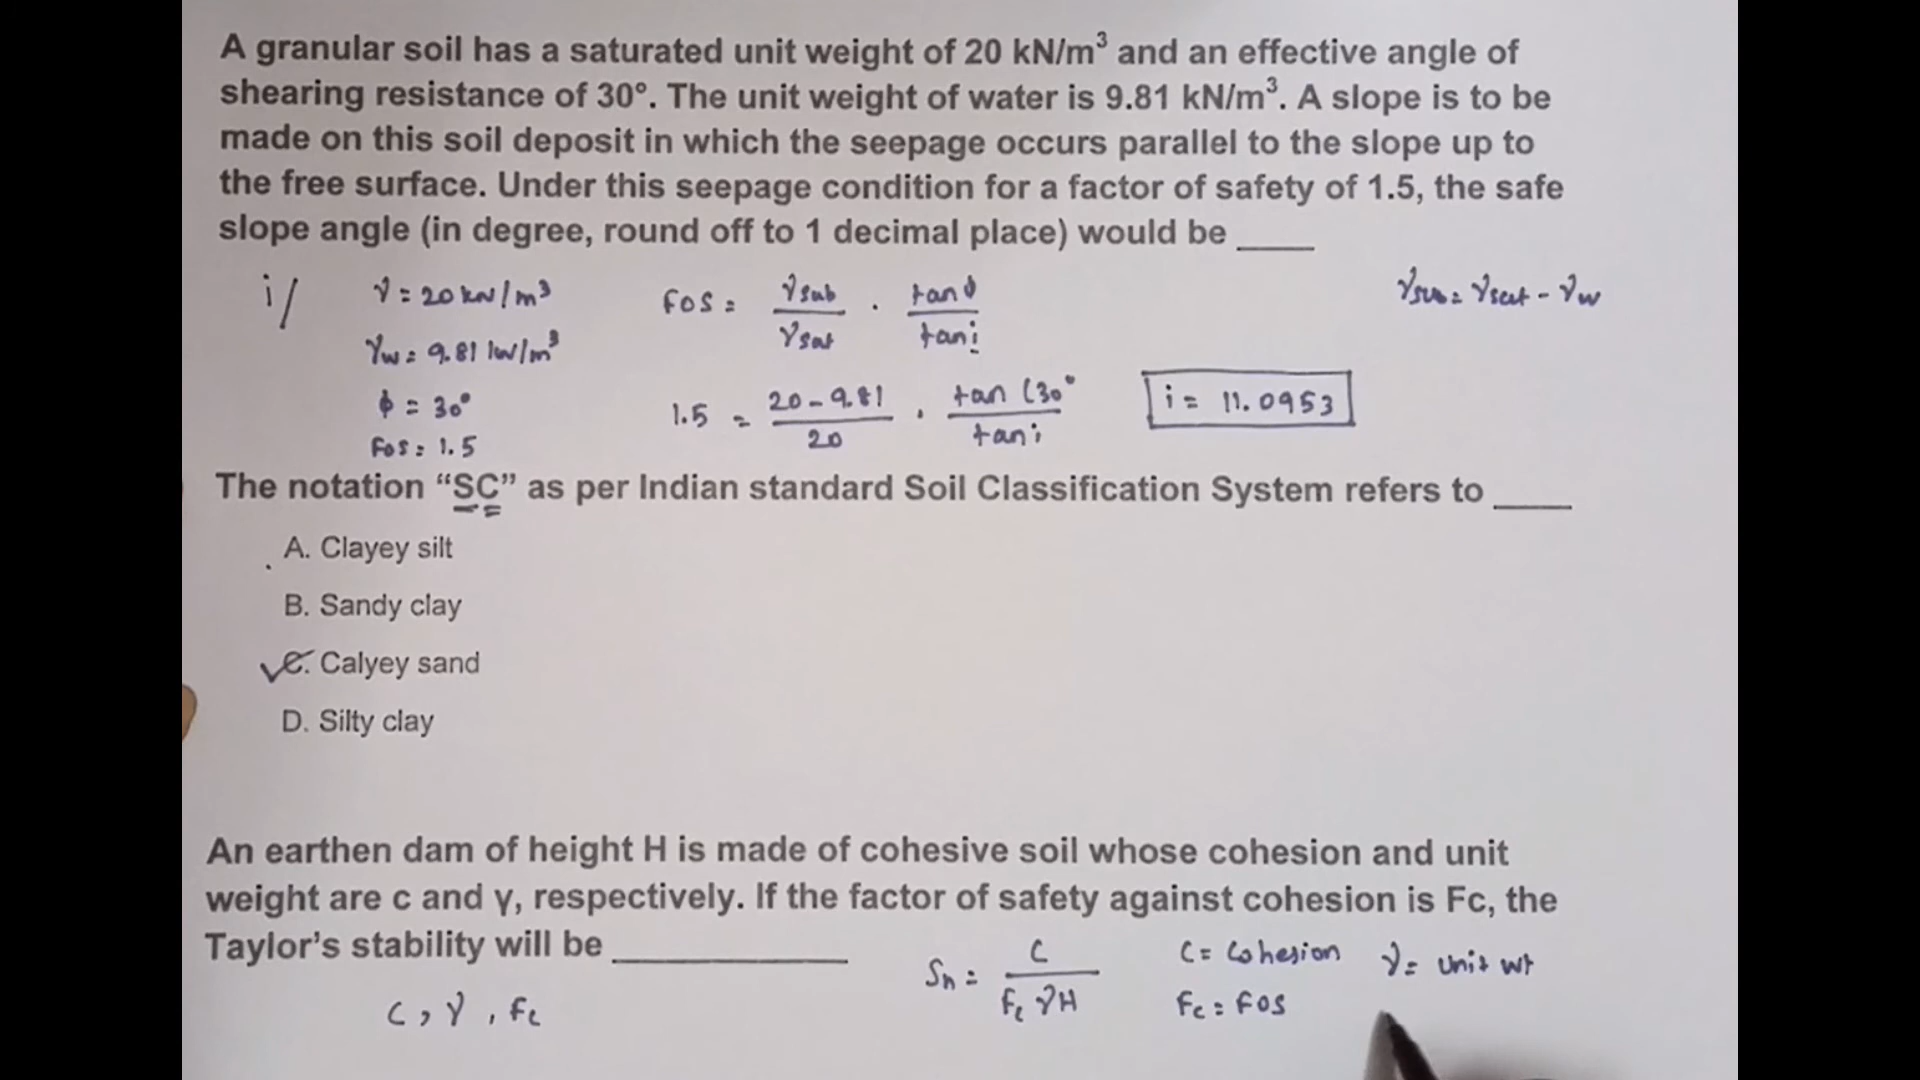 A granular soil has a saturated unit weight of 20 kN/m³ and an effective angle of
shearing resistance of 30°. The unit weight of water is 9.81 kN/m³. A slope is to be
made on this soil deposit in which the seepage occurs parallel to the slope up to
the free surface. Under this seepage condition for a factor of safety of 1.5, the safe
slope angle (in degree, round off to 1 decimal place) would be ____
i/ γ = 20 kN/m³ FOS = γsub/γsat . tanϕ/tani γsub = γsat - γw
γw = 9.81 kN/m³
ϕ = 30° 1.5 = 20-9.81/20 . tan(30°/tani i = 11.0953
FOS = 1.5
The notation “SC” as per Indian standard Soil Classification System refers to ____
A. Clayey silt
B. Sandy clay
C. Calyey sand
D. Silty clay
An earthen dam of height H is made of cohesive soil whose cohesion and unit
weight are c and γ, respectively. If the factor of safety against cohesion is Fc, the
Taylor’s stability will be ____
Sn = C/Fc γH C = Cohesion γ = Unit wt
C, γ, Fc Fc = FOS